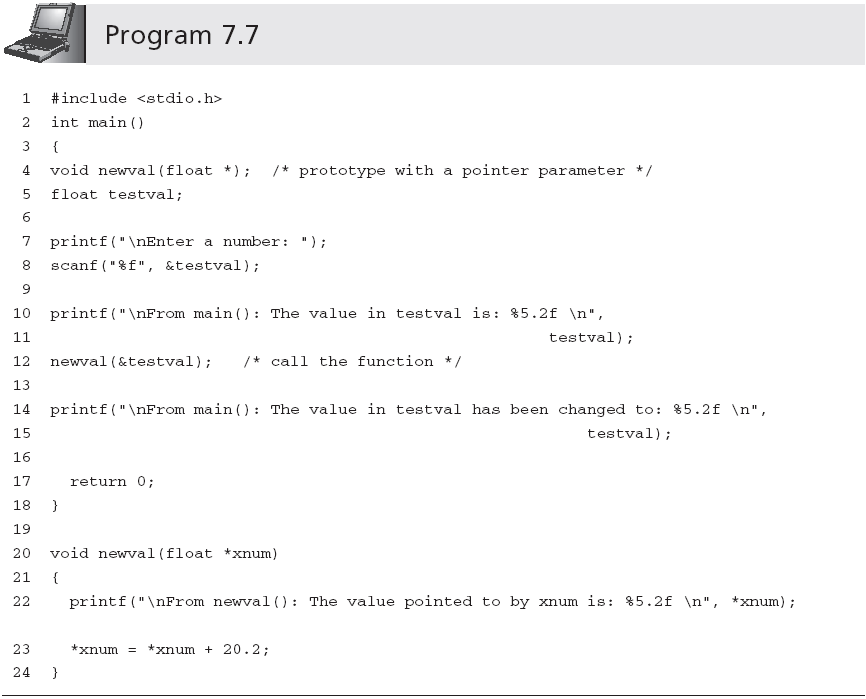 Program 7.7
1 #include <stdio.h>
2 int main()
3 {
4 void newval(float *);  /* prototype with a pointer parameter */
5 float testval;
6
7 printf("\nEnter a number: ");
8 scanf("%f", &testval);
9
10 printf("\nFrom main(): The value in testval is: %5.2f \n",
11                                                    testval);
12 newval(&testval);   /* call the function */
13
14 printf("\nFrom main(): The value in testval has been changed to: %5.2f \n",
15                                                        testval);
16
17   return 0;
18 }
19
20 void newval(float *xnum)
21 {
22   printf("\nFrom newval(): The value pointed to by xnum is: %5.2f \n", *xnum);
23   *xnum = *xnum + 20.2;
24 }